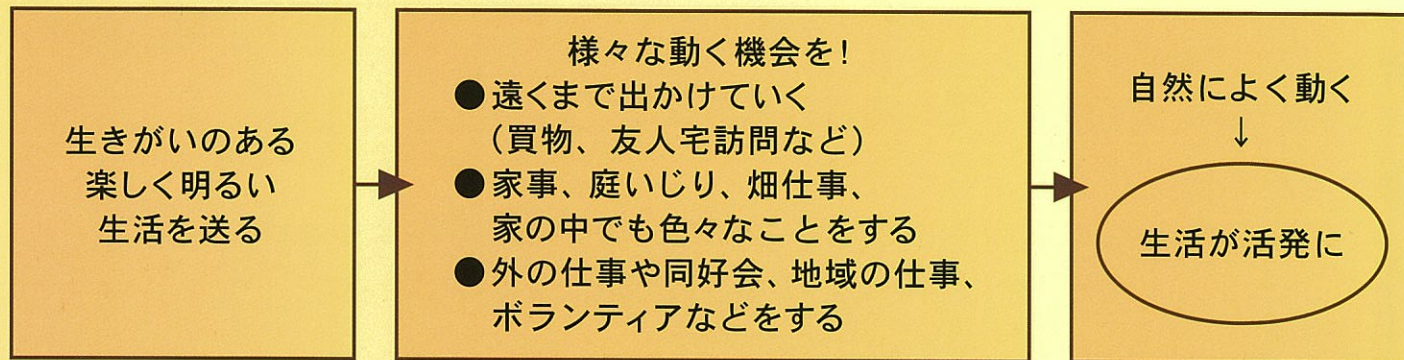 生きがいのある
楽しく明るい
生活を送る
様々な動く機会を!
●遠くまで出かけていく
(買物、友人宅訪問など)
●家事、庭いじり、畑仕事、
家の中でも色々なことをする
●外の仕事や同好会、地域の仕事、
ボランティアなどをする
自然によく動く
↓
生活が活発に